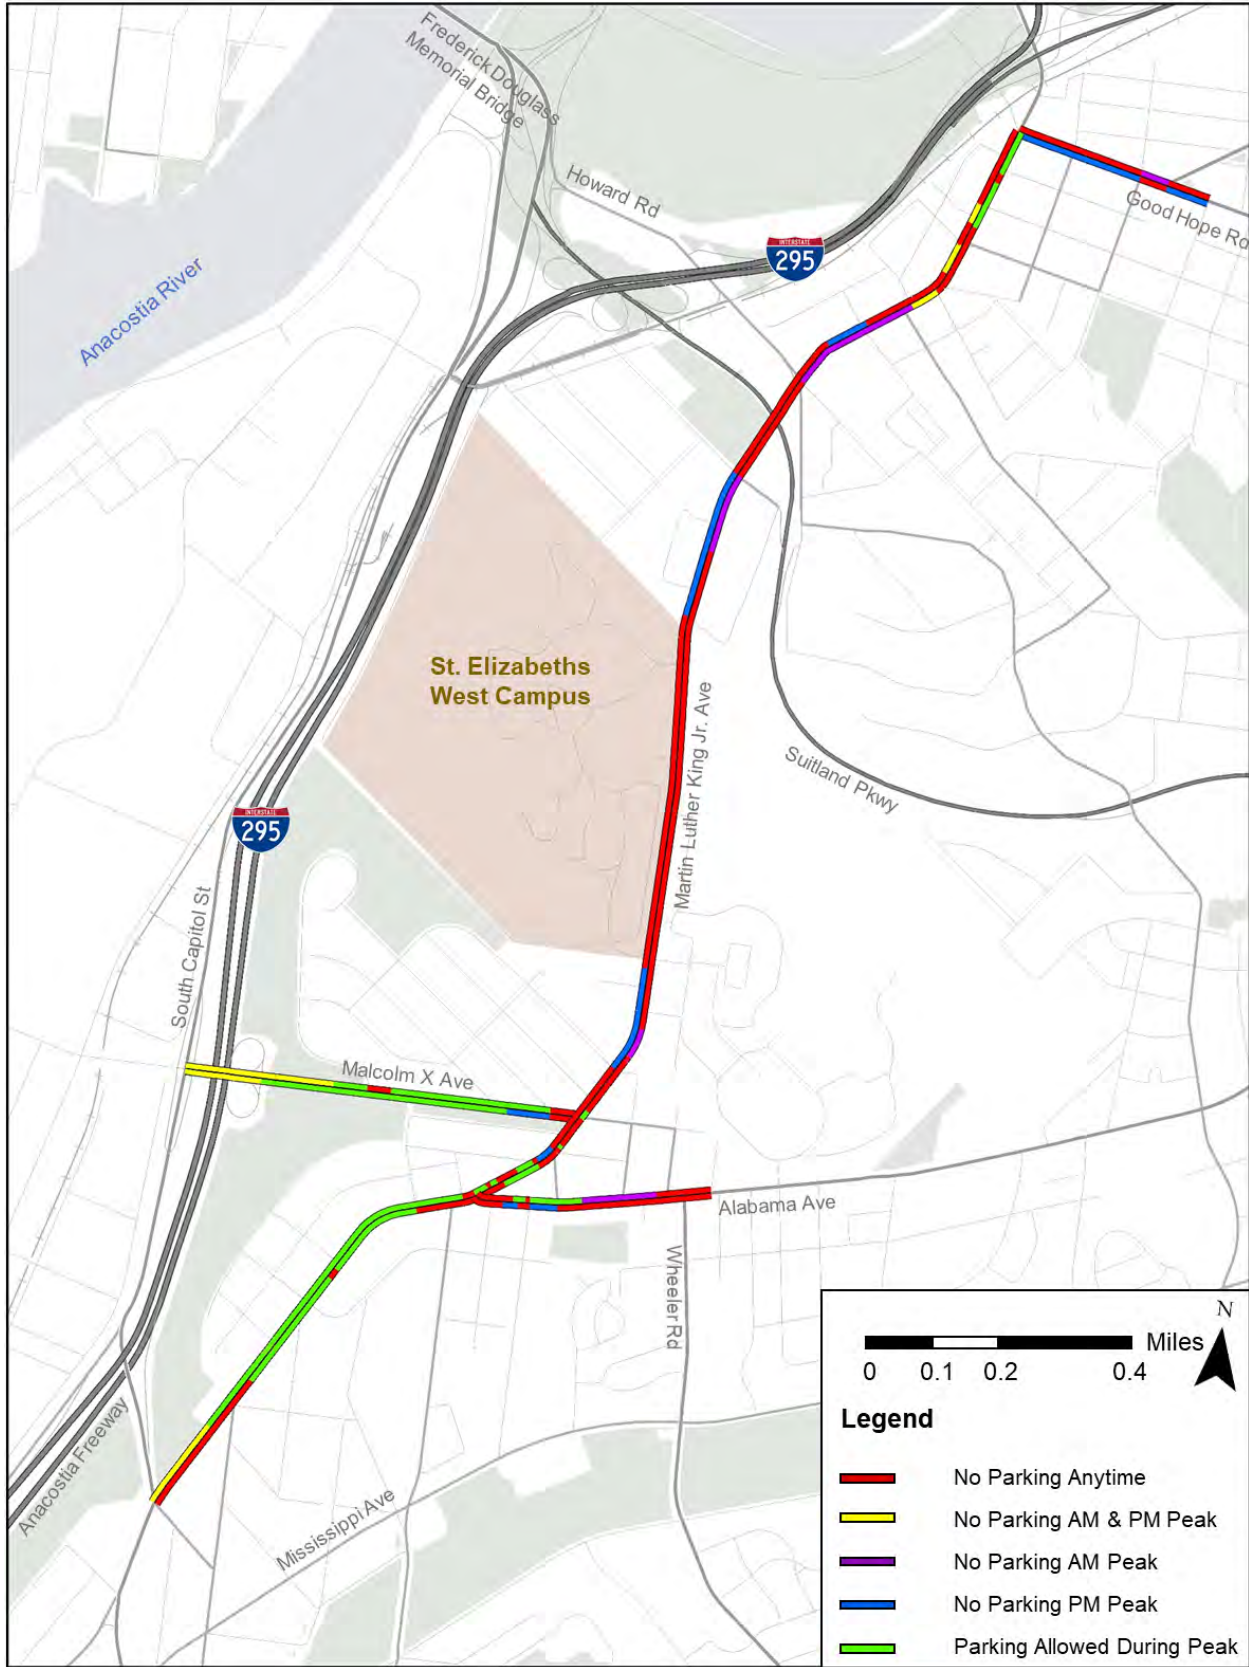 Frederick Douglass
Memorial Bridge
Howard Rd
Good Hope Rd
INTERSTATE
295
Anacostia River
St. Elizabeths
West Campus
Martin Luther King Jr. Ave
Suitland Pkwy
INTERSTATE
295
South Capitol St
Malcolm X Ave
Alabama Ave
Wheeler Rd
Anacostia Freeway
Mississippi Ave
N
Miles
0 0.1 0.2 0.4
Legend
No Parking Anytime
No Parking AM & PM Peak
No Parking AM Peak
No Parking PM Peak
Parking Allowed During Peak